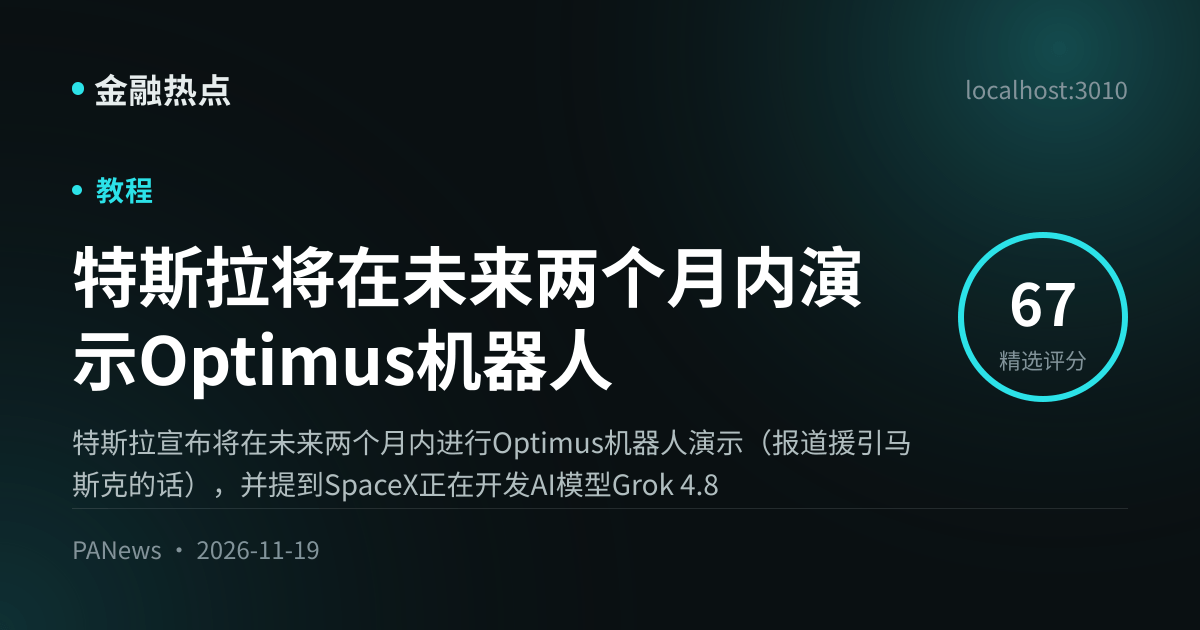 金融热点
localhost:3010
教程
特斯拉将在未来两个月内演
示Optimus机器人
67
精选评分
特斯拉宣布将在未来两个月内进行Optimus机器人演示（报道援引马
斯克的话），并提到SpaceX正在开发AI模型Grok 4.8
PANews • 2026-11-19